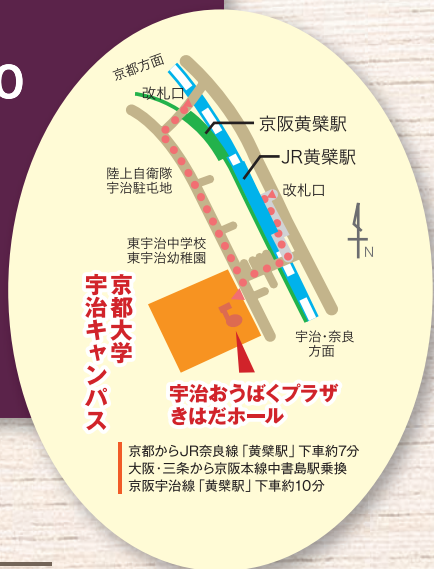 0
京都方面
改札口
京阪黄檗駅
JR黄檗駅
陸上自衛隊
宇治駐屯地
改札口
東宇治中学校
東宇治幼稚園
N
京都大学
宇治キャンパス
宇治・奈良
方面
宇治おうばくプラザ
きはだホール
京都からJR奈良線「黄檗駅」下車約7分
大阪・三条から京阪本線中書島駅乗換
京阪宇治線「黄檗駅」下車約10分